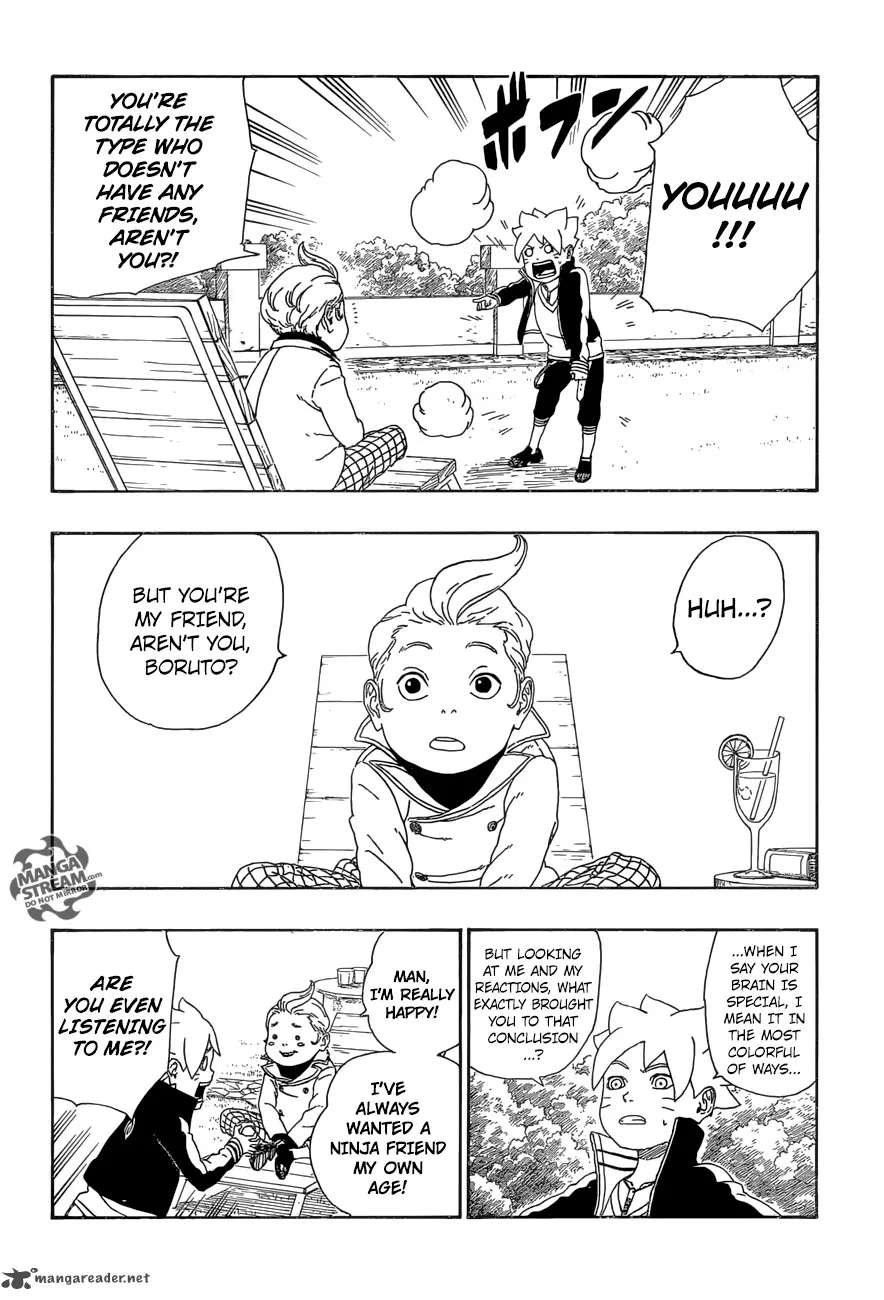 YOUUUU
!!!
ボフン
YOU'RE
TOTALLY THE
TYPE WHO
DOESN'T
HAVE ANY
FRIENDS,
AREN'T
YOU?!
HUH...?
BUT YOU'RE
MY FRIEND,
AREN'T YOU,
BORUTO?
...WHEN I
SAY YOUR
BRAIN IS
SPECIAL, I
MEAN IT IN
THE MOST
COLORFUL
OF WAYS...
BUT LOOKING
AT ME AND MY
REACTIONS, WHAT
EXACTLY BROUGHT
YOU TO THAT
CONCLUSION
...?
MAN,
I'M REALLY
HAPPY!
I'VE
ALWAYS
WANTED A
NINJA FRIEND
MY OWN
AGE!
ARE
YOU EVEN
LISTENING
TO ME?!
MANGA
STREAM.com
DO NOT MIRROR
mangareader.net